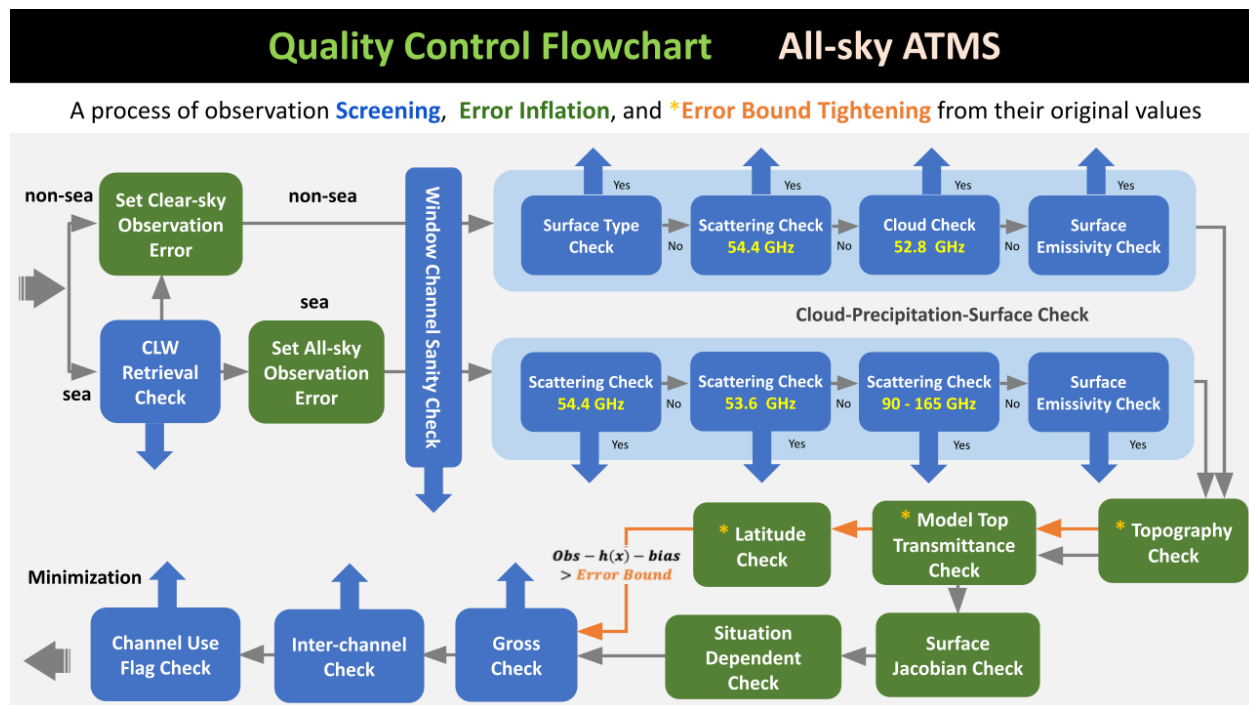 Quality Control Flowchart All-sky ATMS
A process of observation Screening, Error Inflation, and *Error Bound Tightening from their original values
non-sea
Set Clear-sky
Observation
Error
non-sea
sea
CLW
Retrieval
Check
sea
Set All-sky
Observation
Error
Window Channel Sanity Check
Yes
Yes
Yes
Yes
Surface Type
Check
No
Scattering Check
54.4 GHz
No
Cloud Check
52.8 GHz
No
Surface
Emissivity Check
Cloud-Precipitation-Surface Check
Scattering Check
54.4 GHz
No
Scattering Check
53.6 GHz
No
Scattering Check
90 - 165 GHz
No
Surface
Emissivity Check
Yes
Yes
Yes
Yes
* Topography
Check
* Model Top
Transmittance
Check
* Latitude
Check
Obs − h(x) − bias
> Error Bound
Surface
Jacobian Check
Situation
Dependent
Check
Gross
Check
Inter-channel
Check
Channel Use
Flag Check
Minimization